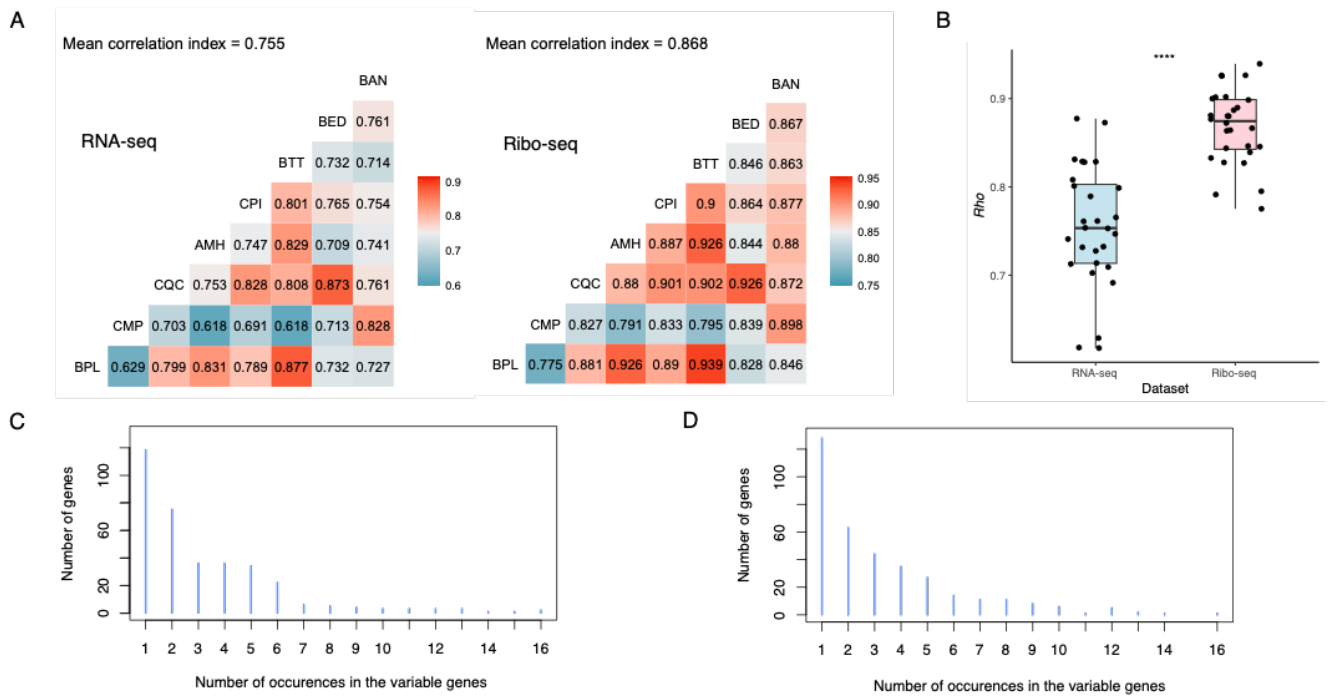 A
Mean correlation index = 0.755
BAN
BED 0.761
RNA-seq
BTT 0.732 0.714
CPI 0.801 0.765 0.754
AMH 0.747 0.829 0.709 0.741
CQC 0.753 0.828 0.808 0.873 0.761
CMP 0.703 0.618 0.691 0.618 0.713 0.828
BPL 0.629 0.799 0.831 0.789 0.877 0.732 0.727
0.9
0.8
0.7
0.6
Mean correlation index = 0.868
BAN
BED 0.867
Ribo-seq
BTT 0.846 0.863
CPI 0.9 0.864 0.877
AMH 0.887 0.926 0.844 0.88
CQC 0.88 0.901 0.902 0.926 0.872
CMP 0.827 0.791 0.833 0.795 0.839 0.898
BPL 0.775 0.881 0.926 0.89 0.939 0.828 0.846
0.95
0.90
0.85
0.80
0.75
B
****
0.9
0.8
0.7
Rho
RNA-seq Ribo-seq
Dataset
C
Number of genes
100
60
20
0
1 2 3 4 5 6 7 8 9 10 12 14 16
Number of occurences in the variable genes
D
Number of genes
100
60
20
0
1 2 3 4 5 6 7 8 9 10 12 14 16
Number of occurences in the variable genes